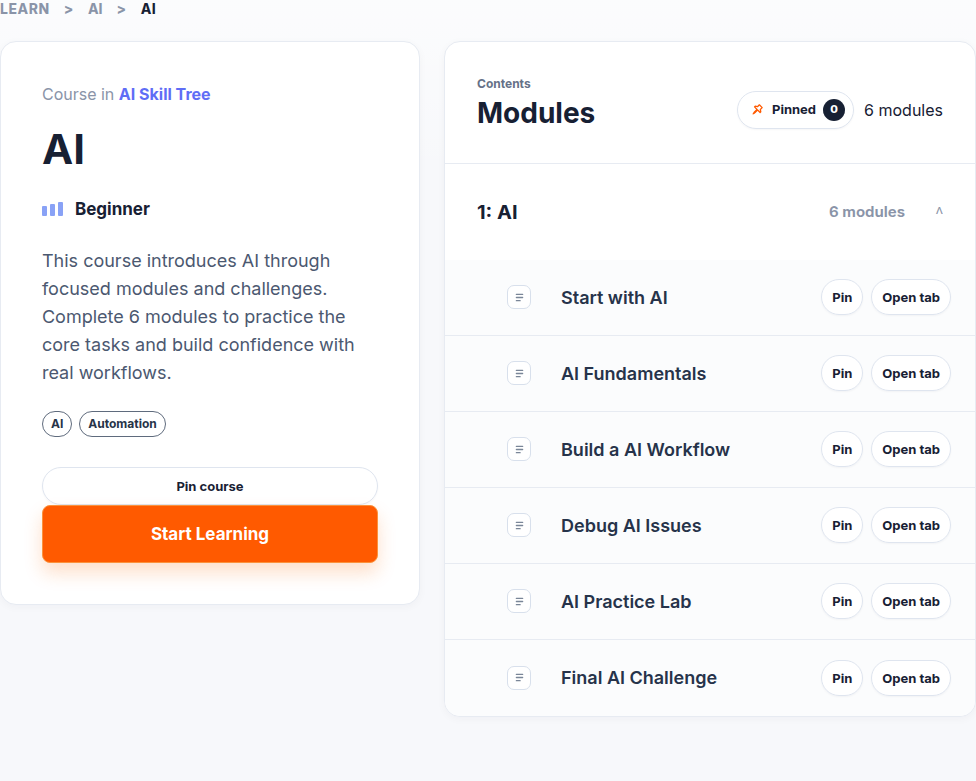 LEARN > AI > AI
Course in AI Skill Tree
AI
Beginner
This course introduces AI through
focused modules and challenges.
Complete 6 modules to practice the
core tasks and build confidence with
real workflows.
AI Automation
Pin course
Start Learning
Contents
Modules
Pinned 0 6 modules
1: AI 6 modules
Start with AI Pin Open tab
AI Fundamentals Pin Open tab
Build a AI Workflow Pin Open tab
Debug AI Issues Pin Open tab
AI Practice Lab Pin Open tab
Final AI Challenge Pin Open tab